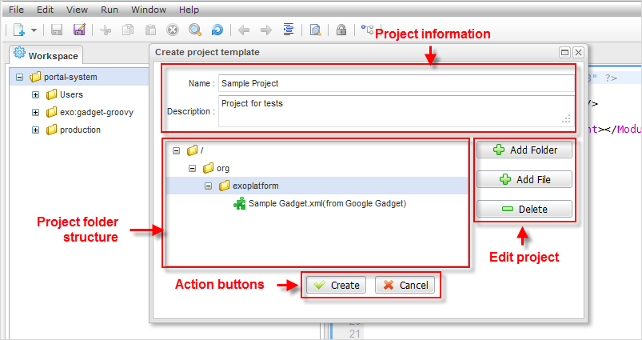 File Edit View Run Window Help
Project information
Workspace
Create project template
portal-system
Users
exo:gadget-groovy
production
Name : Sample Project
Description : Project for tests
/
org
exoplatform
Sample Gadget.xml(from Google Gadget)
Add Folder
Add File
Delete
" ?>
/>
nt></Modu
Project folder
structure
Edit project
Action buttons
Create Cancel
20
21